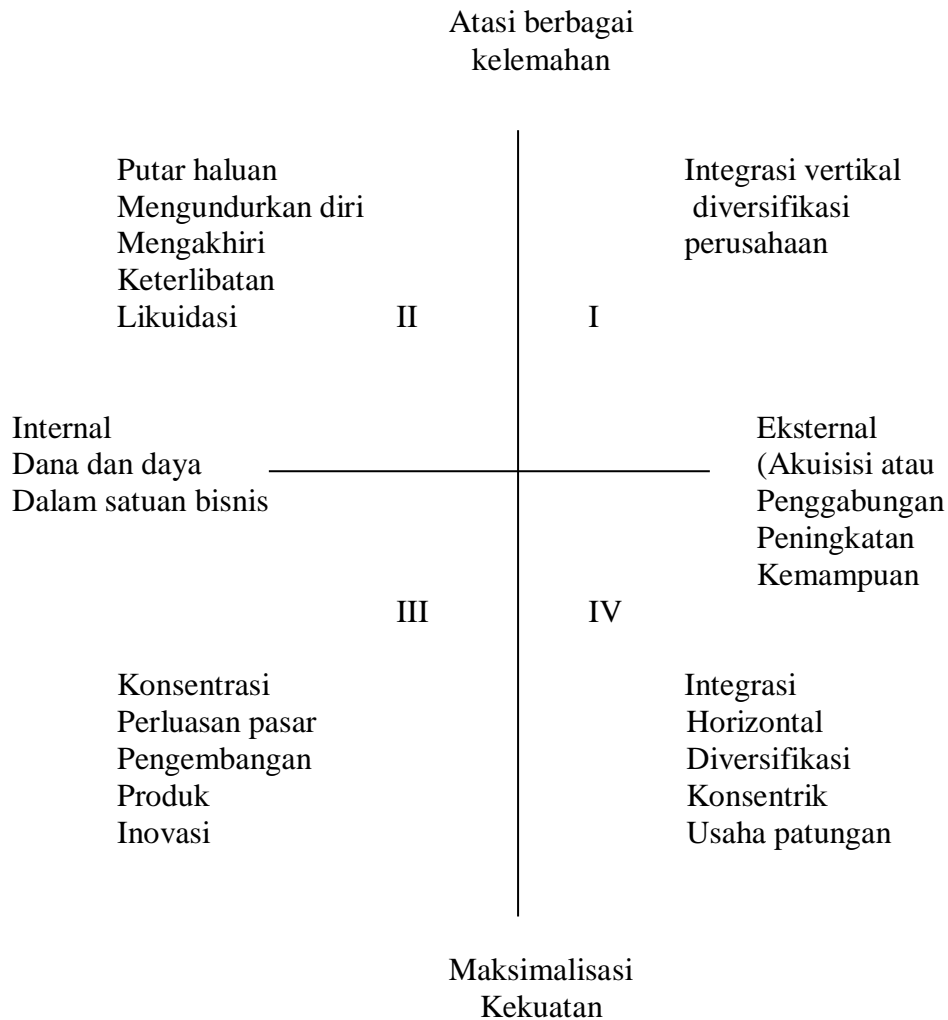 Atasi berbagai
kelemahan
Putar haluan
Mengundurkan diri
Mengakhiri
Keterlibatan
Likuidasi
II
Integrasi vertikal
diversifikasi
perusahaan
I
Internal
Dana dan daya
Dalam satuan bisnis
Eksternal
(Akuisisi atau
Penggabungan
Peningkatan
Kemampuan
III
IV
Konsentrasi
Perluasan pasar
Pengembangan
Produk
Inovasi
Integrasi
Horizontal
Diversifikasi
Konsentrik
Usaha patungan
Maksimalisasi
Kekuatan